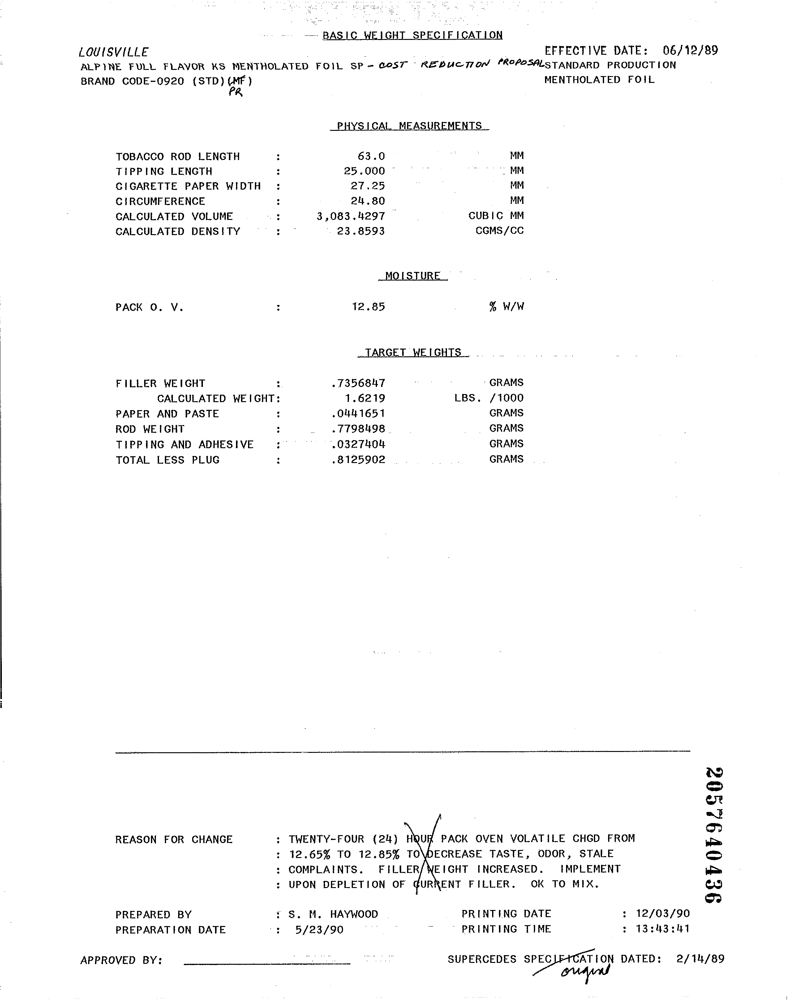 BASIC WEIGHT SPECIFICATION
LOUISVILLE EFFECTIVE DATE: 06/12/89
ALPINE FULL FLAVOR KS MENTHOLATED FOIL SP - COST REDUCTION PROPOSAL STANDARD PRODUCTION
BRAND CODE-0920 (STD) (MF) MENTHOLATED FOIL
PR
PHYSICAL MEASUREMENTS
TOBACCO ROD LENGTH : 63.0 MM
TIPPING LENGTH : 25.000 MM
CIGARETTE PAPER WIDTH : 27.25 MM
CIRCUMFERENCE : 24.80 MM
CALCULATED VOLUME : 3,083.4297 CUBIC MM
CALCULATED DENSITY : 23.8593 CGMS/CC
MOISTURE
PACK O. V. : 12.85 % W/W
TARGET WEIGHTS
FILLER WEIGHT : .7356847 GRAMS
CALCULATED WEIGHT: 1.6219 LBS. /1000
PAPER AND PASTE : .0441651 GRAMS
ROD WEIGHT : .7798498 GRAMS
TIPPING AND ADHESIVE : .0327404 GRAMS
TOTAL LESS PLUG : .8125902 GRAMS
2057640436
REASON FOR CHANGE : TWENTY-FOUR (24) HOUR PACK OVEN VOLATILE CHGD FROM
: 12.65% TO 12.85% TO DECREASE TASTE, ODOR, STALE
: COMPLAINTS. FILLER WEIGHT INCREASED. IMPLEMENT
: UPON DEPLETION OF CURRENT FILLER. OK TO MIX.
PREPARED BY : S. M. HAYWOOD PRINTING DATE : 12/03/90
PREPARATION DATE : 5/23/90 PRINTING TIME : 13:43:41
APPROVED BY: SUPERCEDES SPECIFICATION DATED: 2/14/89
original